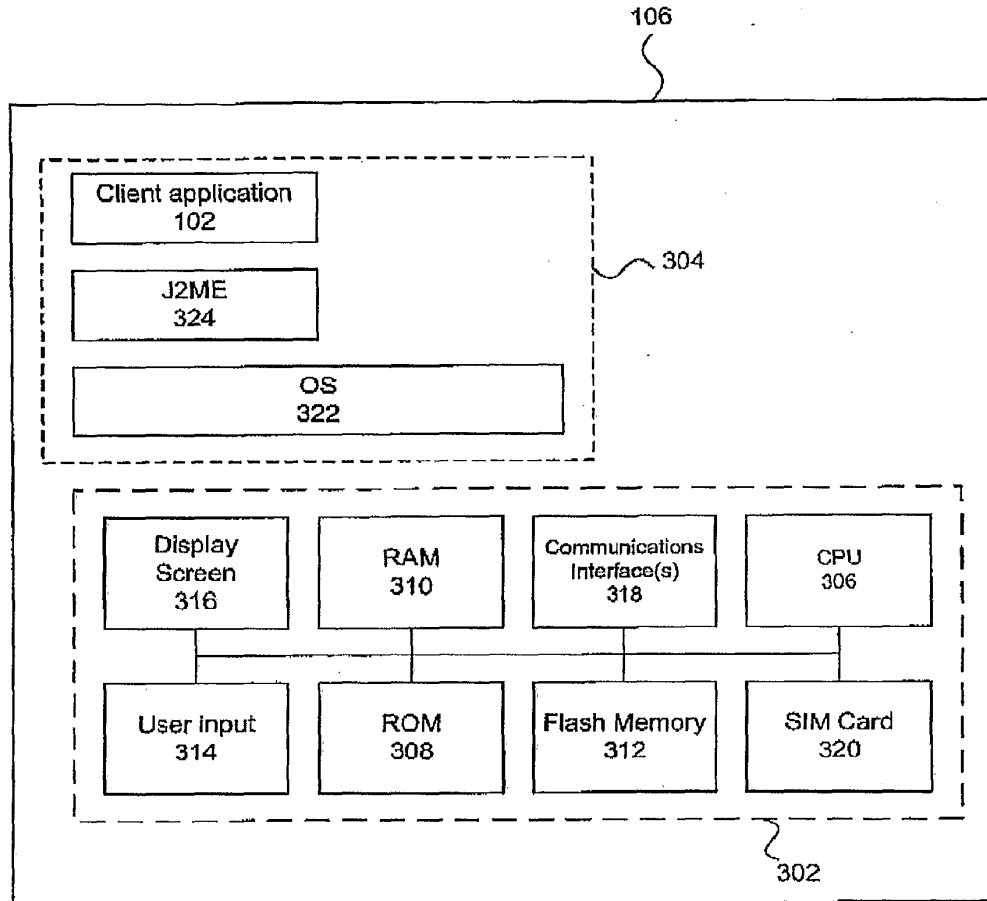 106
Client application
102
J2ME
324
OS
322
304
Display
Screen
316
RAM
310
Communications
Interface(s)
318
CPU
306
User input
314
ROM
308
Flash Memory
312
SIM Card
320
302